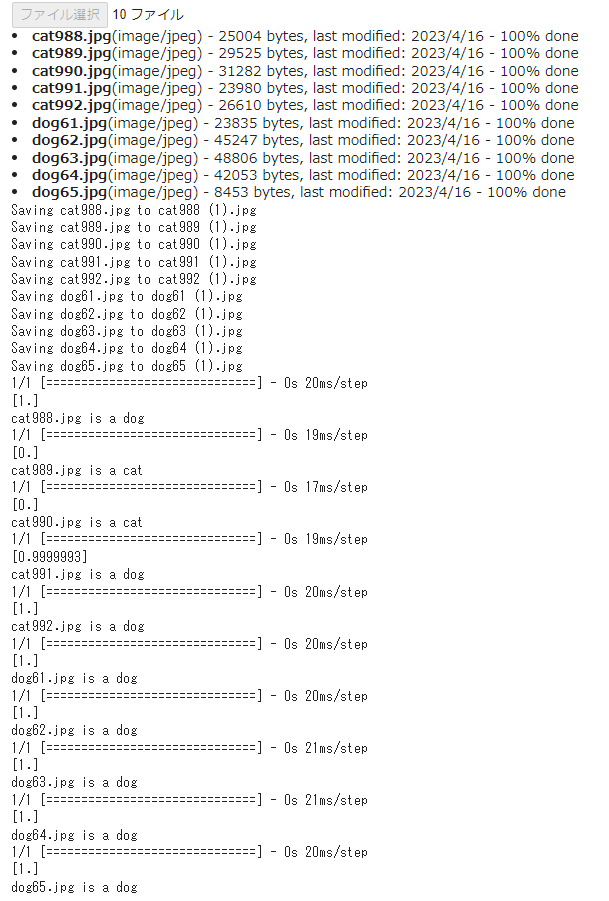 ファイル選択 10 ファイル
• cat988.jpg(image/jpeg) - 25004 bytes, last modified: 2023/4/16 - 100% done
• cat989.jpg(image/jpeg) - 29525 bytes, last modified: 2023/4/16 - 100% done
• cat990.jpg(image/jpeg) - 31282 bytes, last modified: 2023/4/16 - 100% done
• cat991.jpg(image/jpeg) - 23980 bytes, last modified: 2023/4/16 - 100% done
• cat992.jpg(image/jpeg) - 26610 bytes, last modified: 2023/4/16 - 100% done
• dog61.jpg(image/jpeg) - 23835 bytes, last modified: 2023/4/16 - 100% done
• dog62.jpg(image/jpeg) - 45247 bytes, last modified: 2023/4/16 - 100% done
• dog63.jpg(image/jpeg) - 48806 bytes, last modified: 2023/4/16 - 100% done
• dog64.jpg(image/jpeg) - 42053 bytes, last modified: 2023/4/16 - 100% done
• dog65.jpg(image/jpeg) - 8453 bytes, last modified: 2023/4/16 - 100% done
Saving cat988.jpg to cat988 (1).jpg
Saving cat989.jpg to cat989 (1).jpg
Saving cat990.jpg to cat990 (1).jpg
Saving cat991.jpg to cat991 (1).jpg
Saving cat992.jpg to cat992 (1).jpg
Saving dog61.jpg to dog61 (1).jpg
Saving dog62.jpg to dog62 (1).jpg
Saving dog63.jpg to dog63 (1).jpg
Saving dog64.jpg to dog64 (1).jpg
Saving dog65.jpg to dog65 (1).jpg
1/1 [==============================] - 0s 20ms/step
[1.]
cat988.jpg is a dog
1/1 [==============================] - 0s 19ms/step
[0.]
cat989.jpg is a cat
1/1 [==============================] - 0s 17ms/step
[0.]
cat990.jpg is a cat
1/1 [==============================] - 0s 19ms/step
[0.9999993]
cat991.jpg is a dog
1/1 [==============================] - 0s 20ms/step
[1.]
cat992.jpg is a dog
1/1 [==============================] - 0s 20ms/step
[1.]
dog61.jpg is a dog
1/1 [==============================] - 0s 20ms/step
[1.]
dog62.jpg is a dog
1/1 [==============================] - 0s 21ms/step
[1.]
dog63.jpg is a dog
1/1 [==============================] - 0s 21ms/step
[1.]
dog64.jpg is a dog
1/1 [==============================] - 0s 20ms/step
[1.]
dog65.jpg is a dog